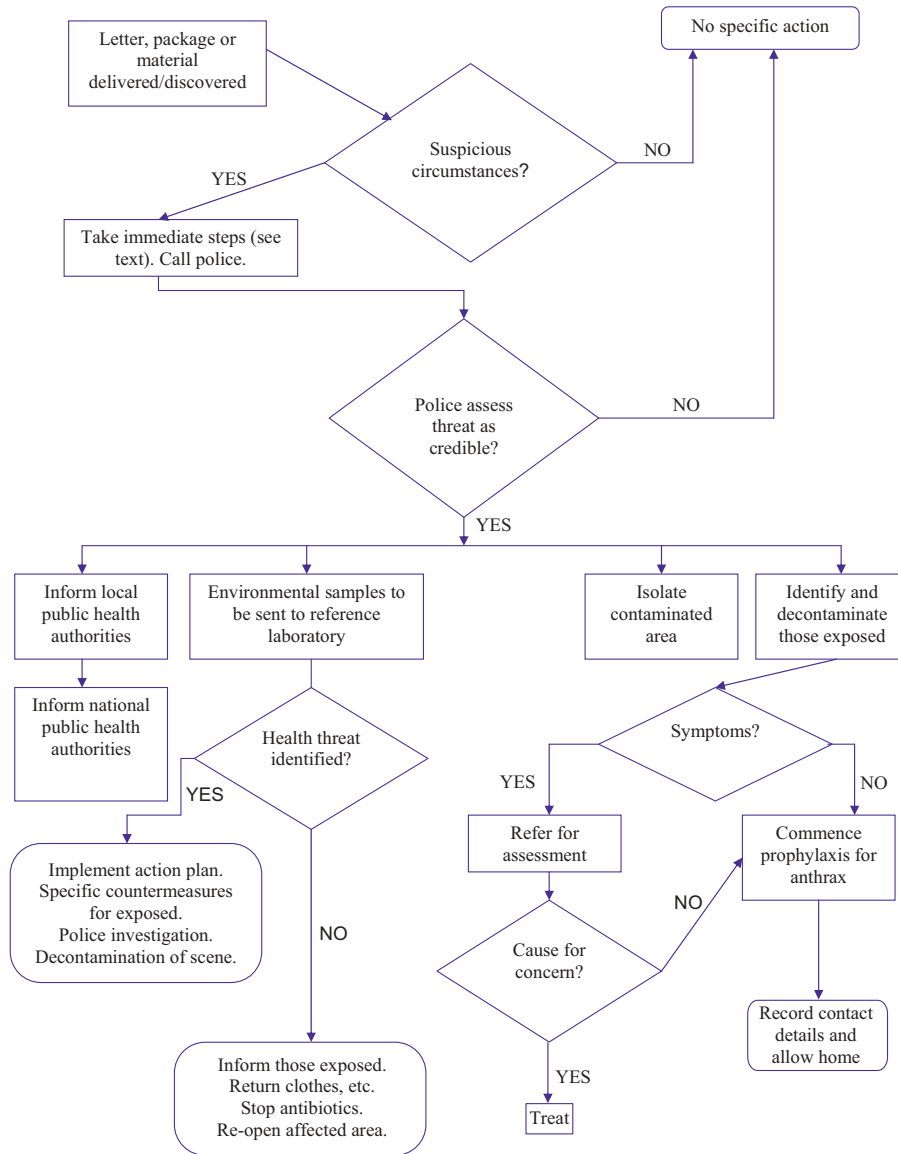 Letter, package or
material
delivered/discovered
No specific action
Suspicious
circumstances?
NO
YES
Take immediate steps (see
text). Call police.
Police assess
threat as
credible?
NO
YES
Inform local
public health
authorities
Environmental samples to
be sent to reference
laboratory
Isolate
contaminated
area
Identify and
decontaminate
those exposed
Inform national
public health
authorities
Health threat
identified?
Symptoms?
YES
YES
NO
Implement action plan.
Specific countermeasures
for exposed.
Police investigation.
Decontamination of scene.
Refer for
assessment
Commence
prophylaxis for
anthrax
NO
NO
Cause for
concern?
Record contact
details and
allow home
Inform those exposed.
Return clothes, etc.
Stop antibiotics.
Re-open affected area.
YES
Treat